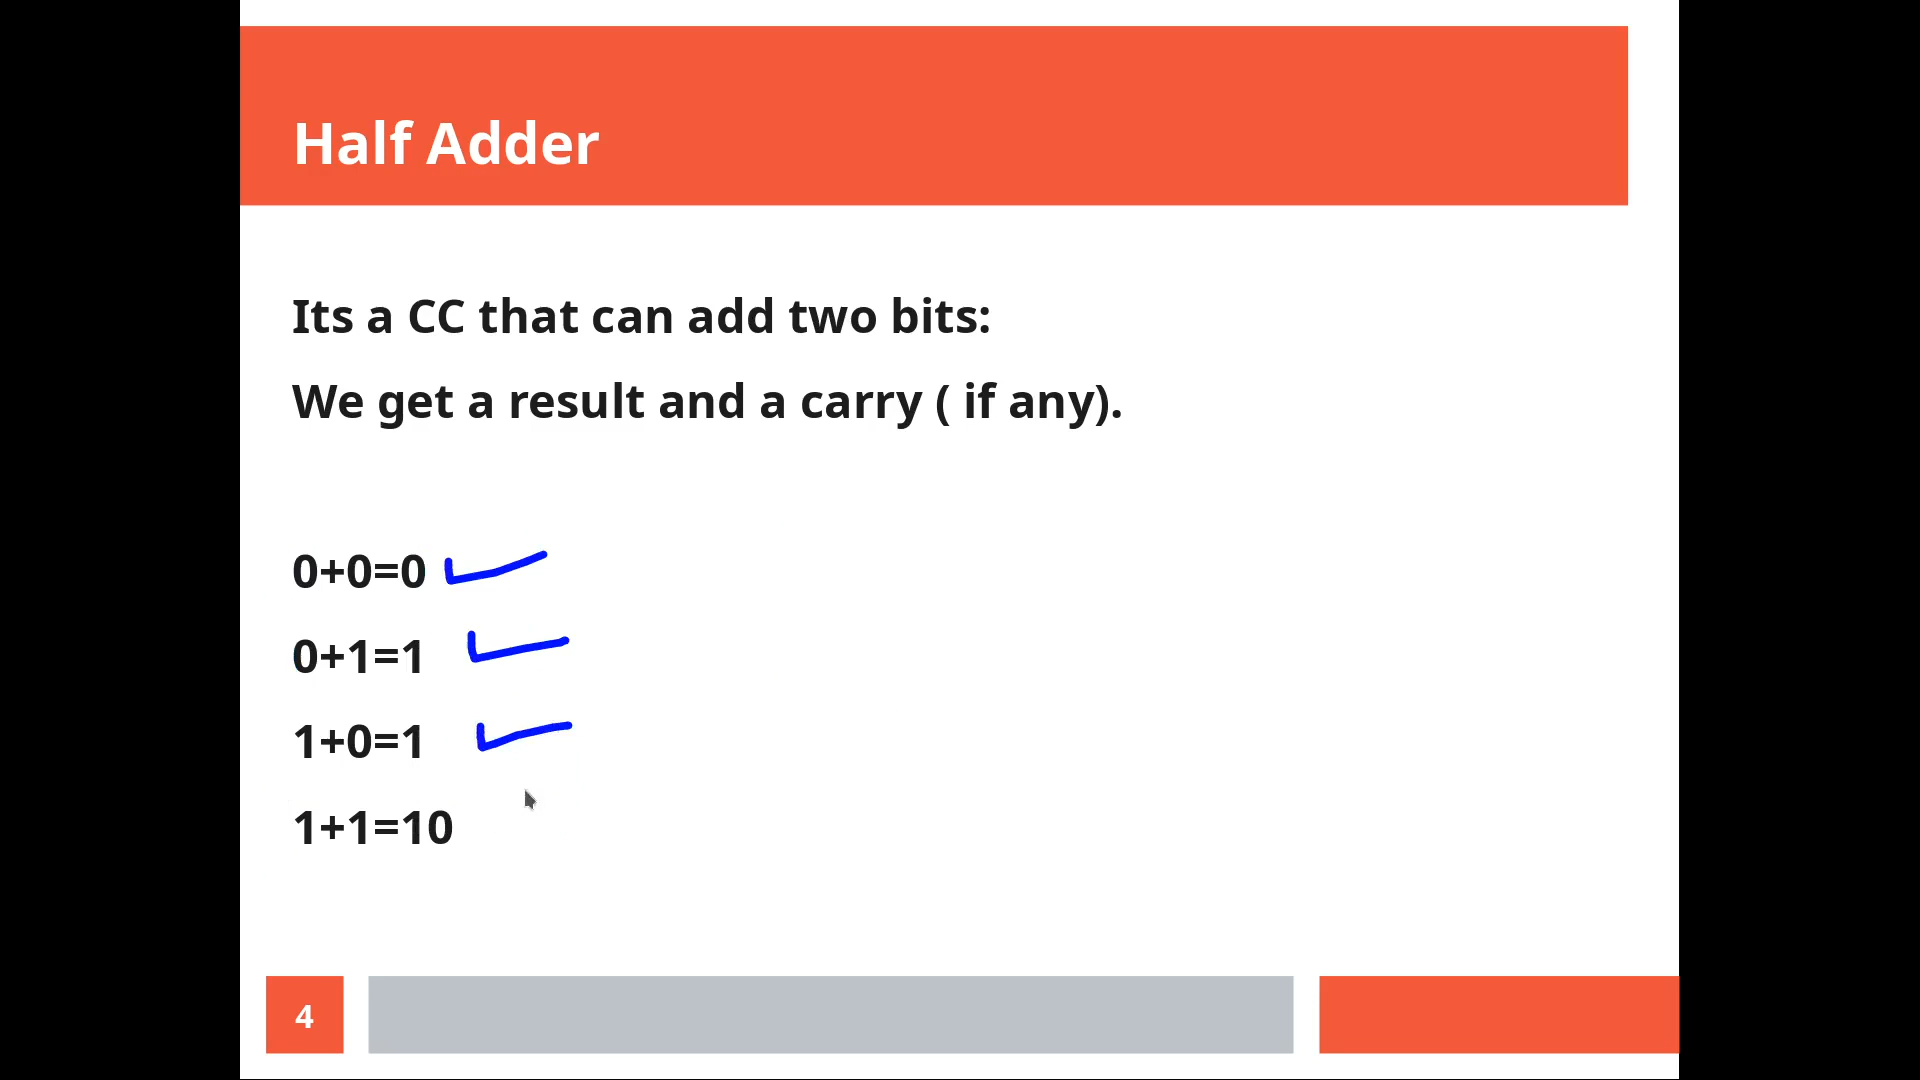 Half Adder
Its a CC that can add two bits:
We get a result and a carry ( if any).
0+0=0
0+1=1
1+0=1
1+1=10
4